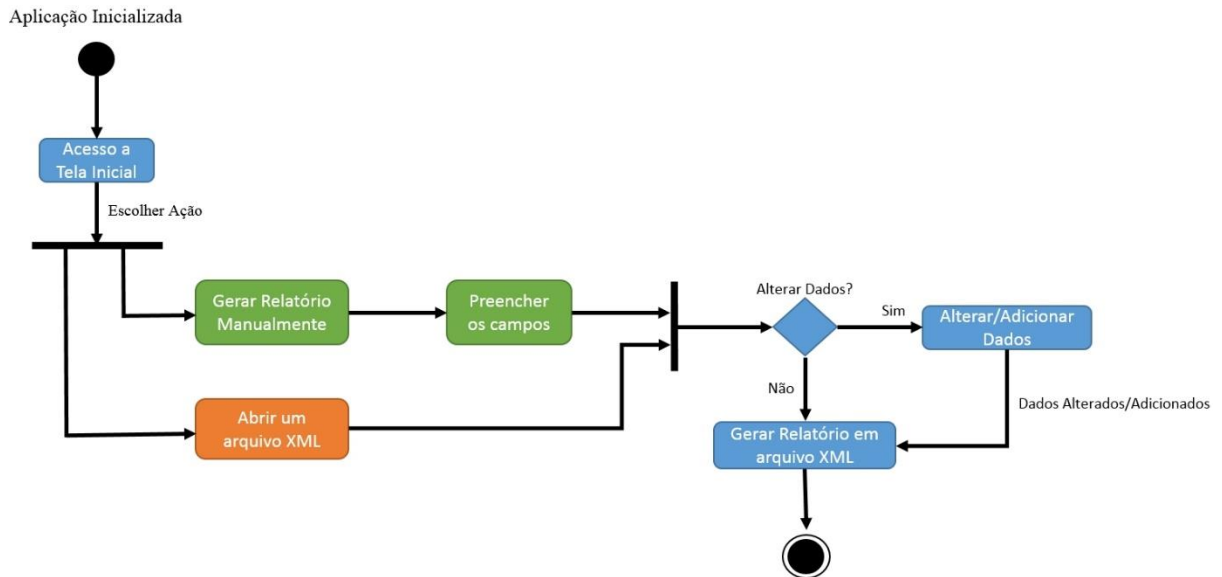 Aplicação Inicializada
Acesso a
Tela Inicial
Escolher Ação
Gerar Relatório
Manualmente
Preencher
os campos
Abrir um
arquivo XML
Alterar Dados?
Sim
Alterar/Adicionar
Dados
Não
Dados Alterados/Adicionados
Gerar Relatório em
arquivo XML